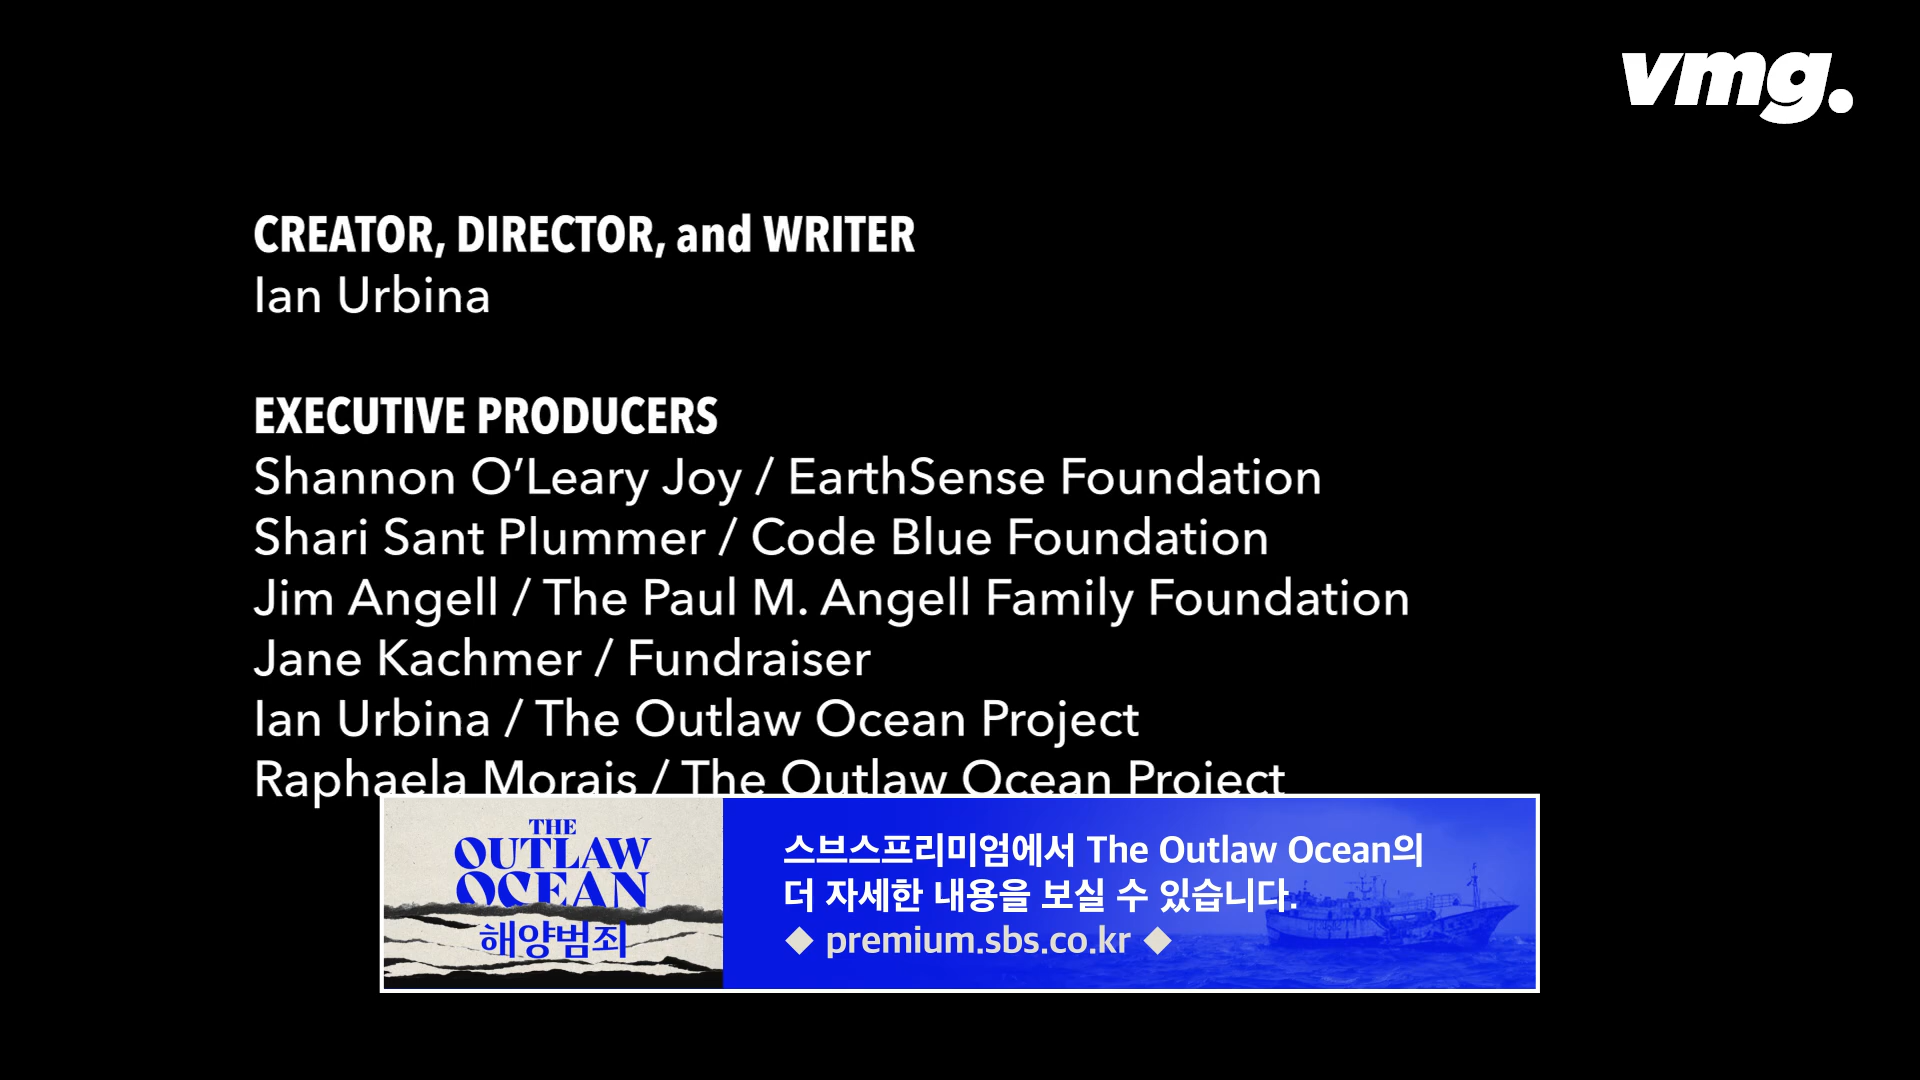 vmg.
CREATOR, DIRECTOR, and WRITER
Ian Urbina
EXECUTIVE PRODUCERS
Shannon O’Leary Joy / EarthSense Foundation
Shari Sant Plummer / Code Blue Foundation
Jim Angell / The Paul M. Angell Family Foundation
Jane Kachmer / Fundraiser
Ian Urbina / The Outlaw Ocean Project
Raphaela Morais / The Outlaw Ocean Project
THE
OUTLAW
OCEAN
해양범죄
스브스프리미엄에서 The Outlaw Ocean의
더 자세한 내용을 보실 수 있습니다.
◆ premium.sbs.co.kr ◆